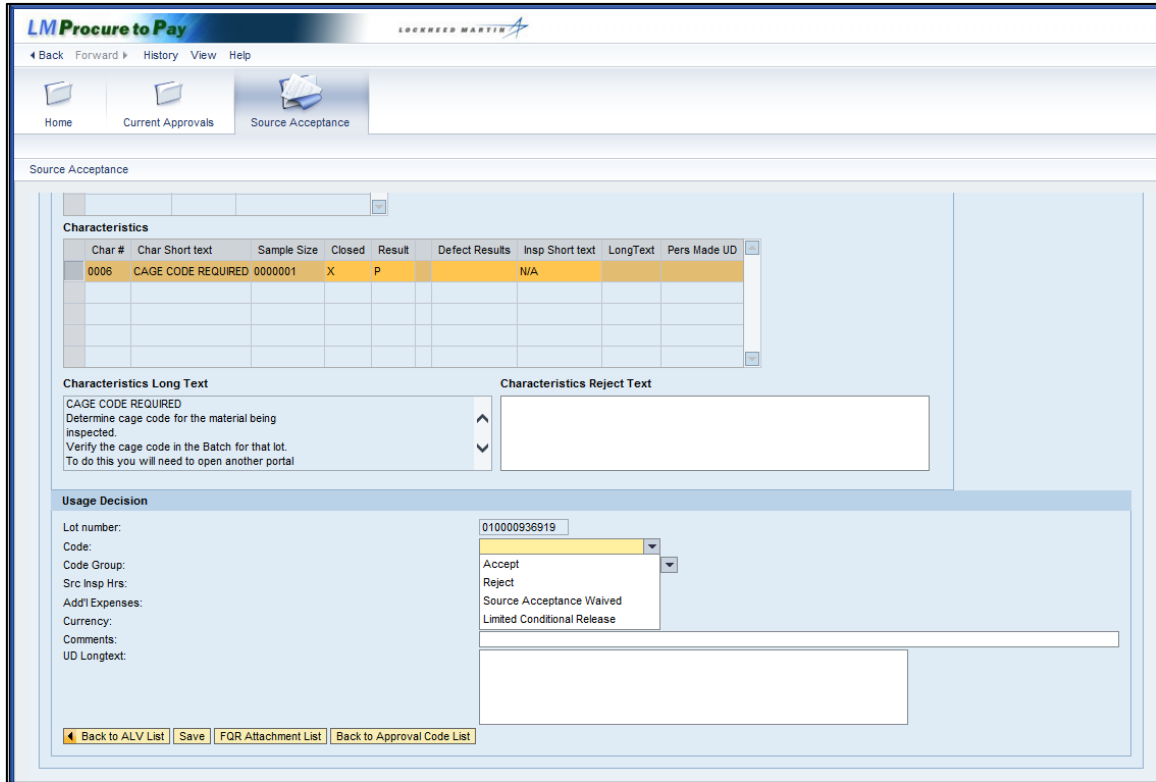 LM Procure to Pay
LOCKHEED MARTIN
Back Forward History View Help
Home Current Approvals Source Acceptance
Source Acceptance
Characteristics
Char # Char Short text Sample Size Closed Result Defect Results Insp Short text LongText Pers Made UD
0006 CAGE CODE REQUIRED 0000001 X P N/A
Characteristics Long Text Characteristics Reject Text
CAGE CODE REQUIRED
Determine cage code for the material being
inspected.
Verify the cage code in the Batch for that lot.
To do this you will need to open another portal
Usage Decision
Lot number: 010000936919
Code:
Code Group: Accept
Src Insp Hrs: Reject
Add'l Expenses: Source Acceptance Waived
Currency: Limited Conditional Release
Comments:
UD Longtext:
Back to ALV List Save FQR Attachment List Back to Approval Code List